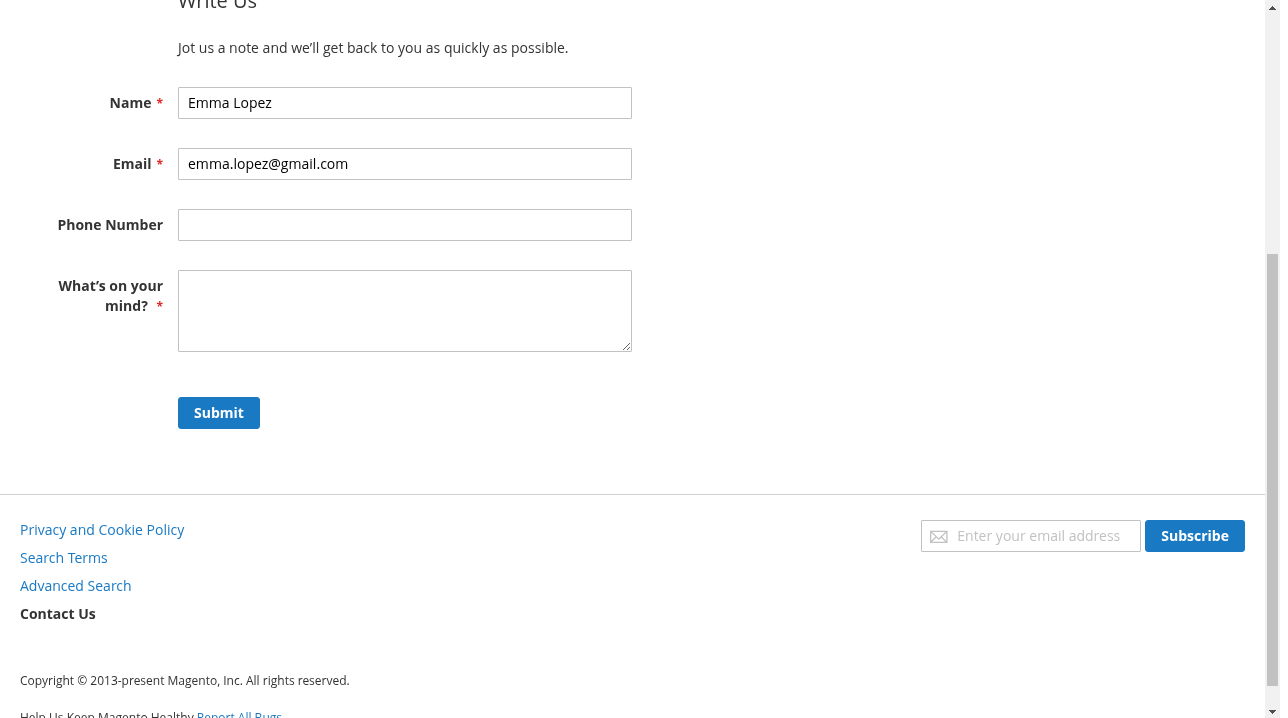 Write Us
Jot us a note and we’ll get back to you as quickly as possible.
Name *
Emma Lopez
Email *
emma.lopez@gmail.com
Phone Number
What’s on your
mind? *
Submit
Privacy and Cookie Policy
Search Terms
Advanced Search
Contact Us
Enter your email address
Subscribe
Copyright © 2013-present Magento, Inc. All rights reserved.
Help Us Keep Magento Healthy Report All Bugs